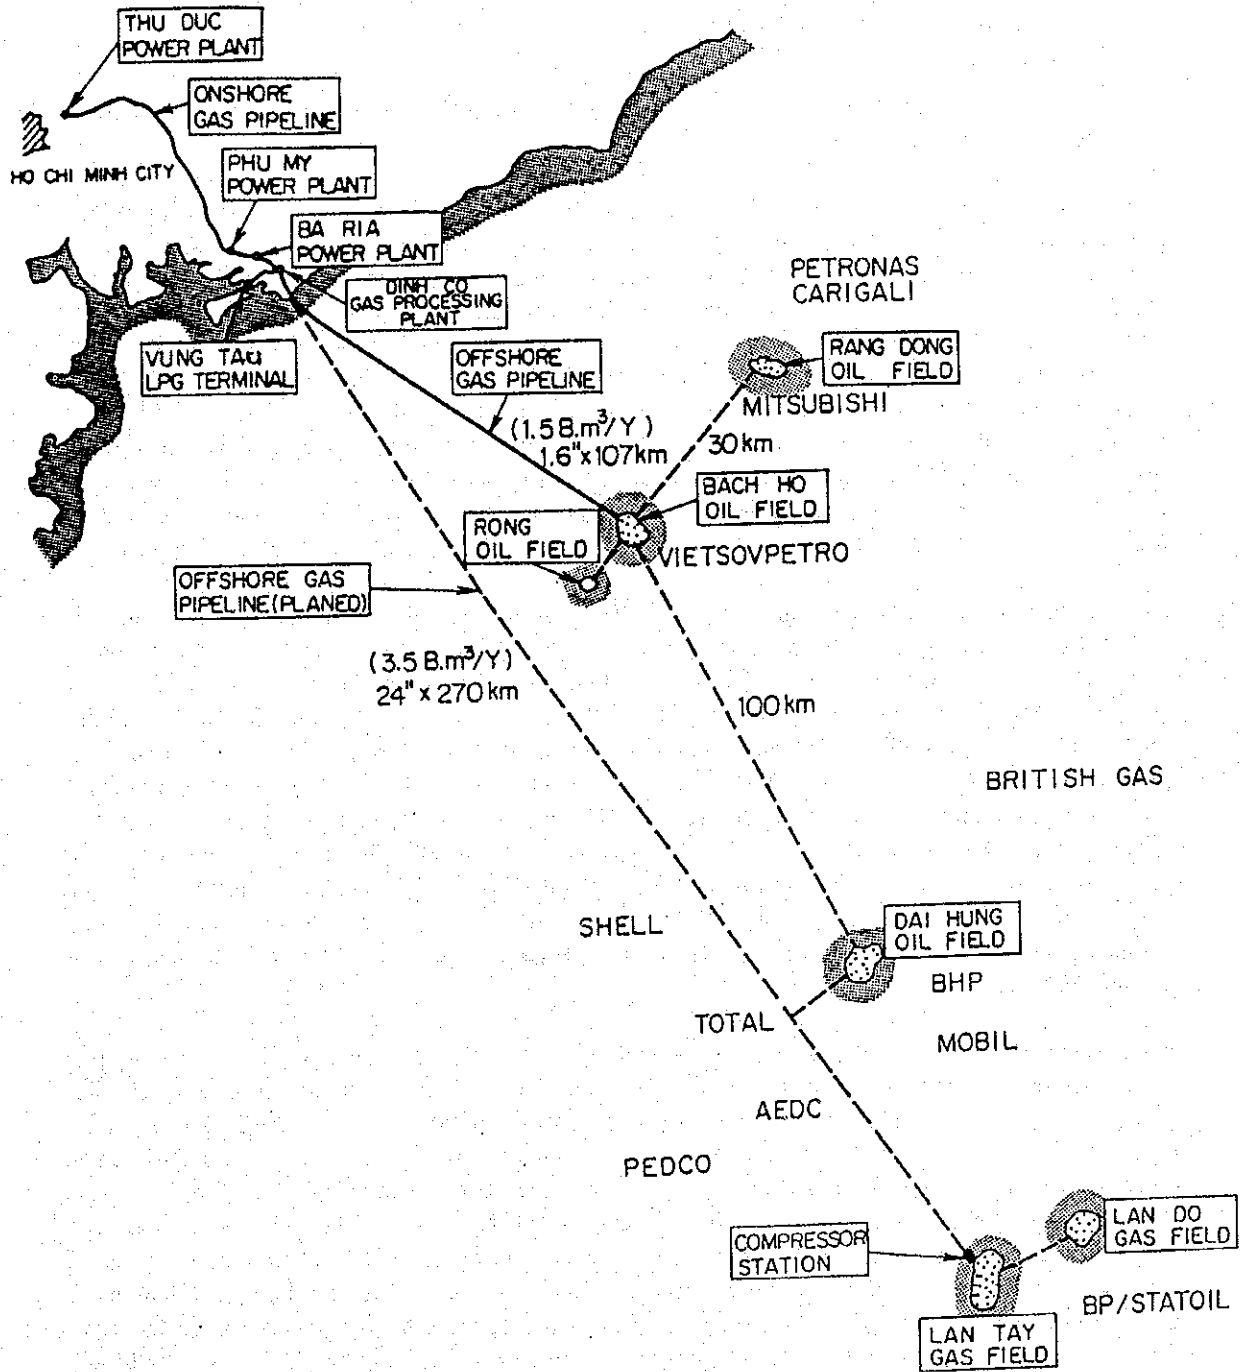 THU DUC
POWER PLANT
ONSHORE
GAS PIPELINE
HO CHI MINH CITY
PHU MY
POWER PLANT
BA RIA
POWER PLANT
DINH CO
GAS PROCESSING
PLANT
VUNG TAU
LPG TERMINAL
PETRONAS
CARIGALI
OFFSHORE
GAS PIPELINE
RANG DONG
OIL FIELD
MITSUBISHI
(1.5 B.m³/Y)
1.6"x107km
30km
BACH HO
OIL FIELD
RONG
OIL FIELD
VIETSOVPETRO
OFFSHORE GAS
PIPELINE(PLANED)
(3.5 B.m³/Y)
24" x 270km
100km
BRITISH GAS
SHELL
DAI HUNG
OIL FIELD
BHP
TOTAL
MOBIL
AEDC
PEDCO
COMPRESSOR
STATION
LAN DO
GAS FIELD
BP/STATOIL
LAN TAY
GAS FIELD